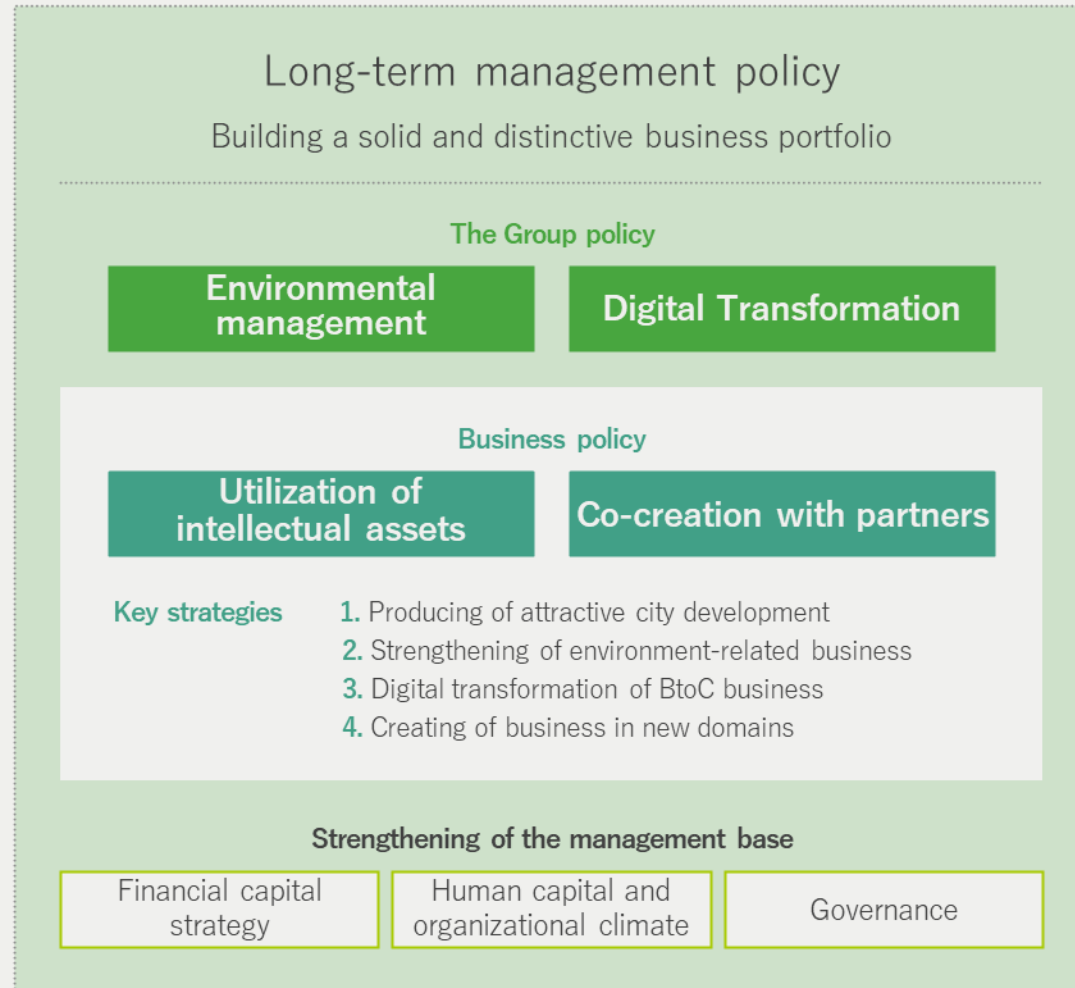 Long-term management policy
Building a solid and distinctive business portfolio
The Group policy
Environmental
management
Digital Transformation
Business policy
Utilization of
intellectual assets
Co-creation with partners
Key strategies
1. Producing of attractive city development
2. Strengthening of environment-related business
3. Digital transformation of BtoC business
4. Creating of business in new domains
Strengthening of the management base
Financial capital
strategy
Human capital and
organizational climate
Governance